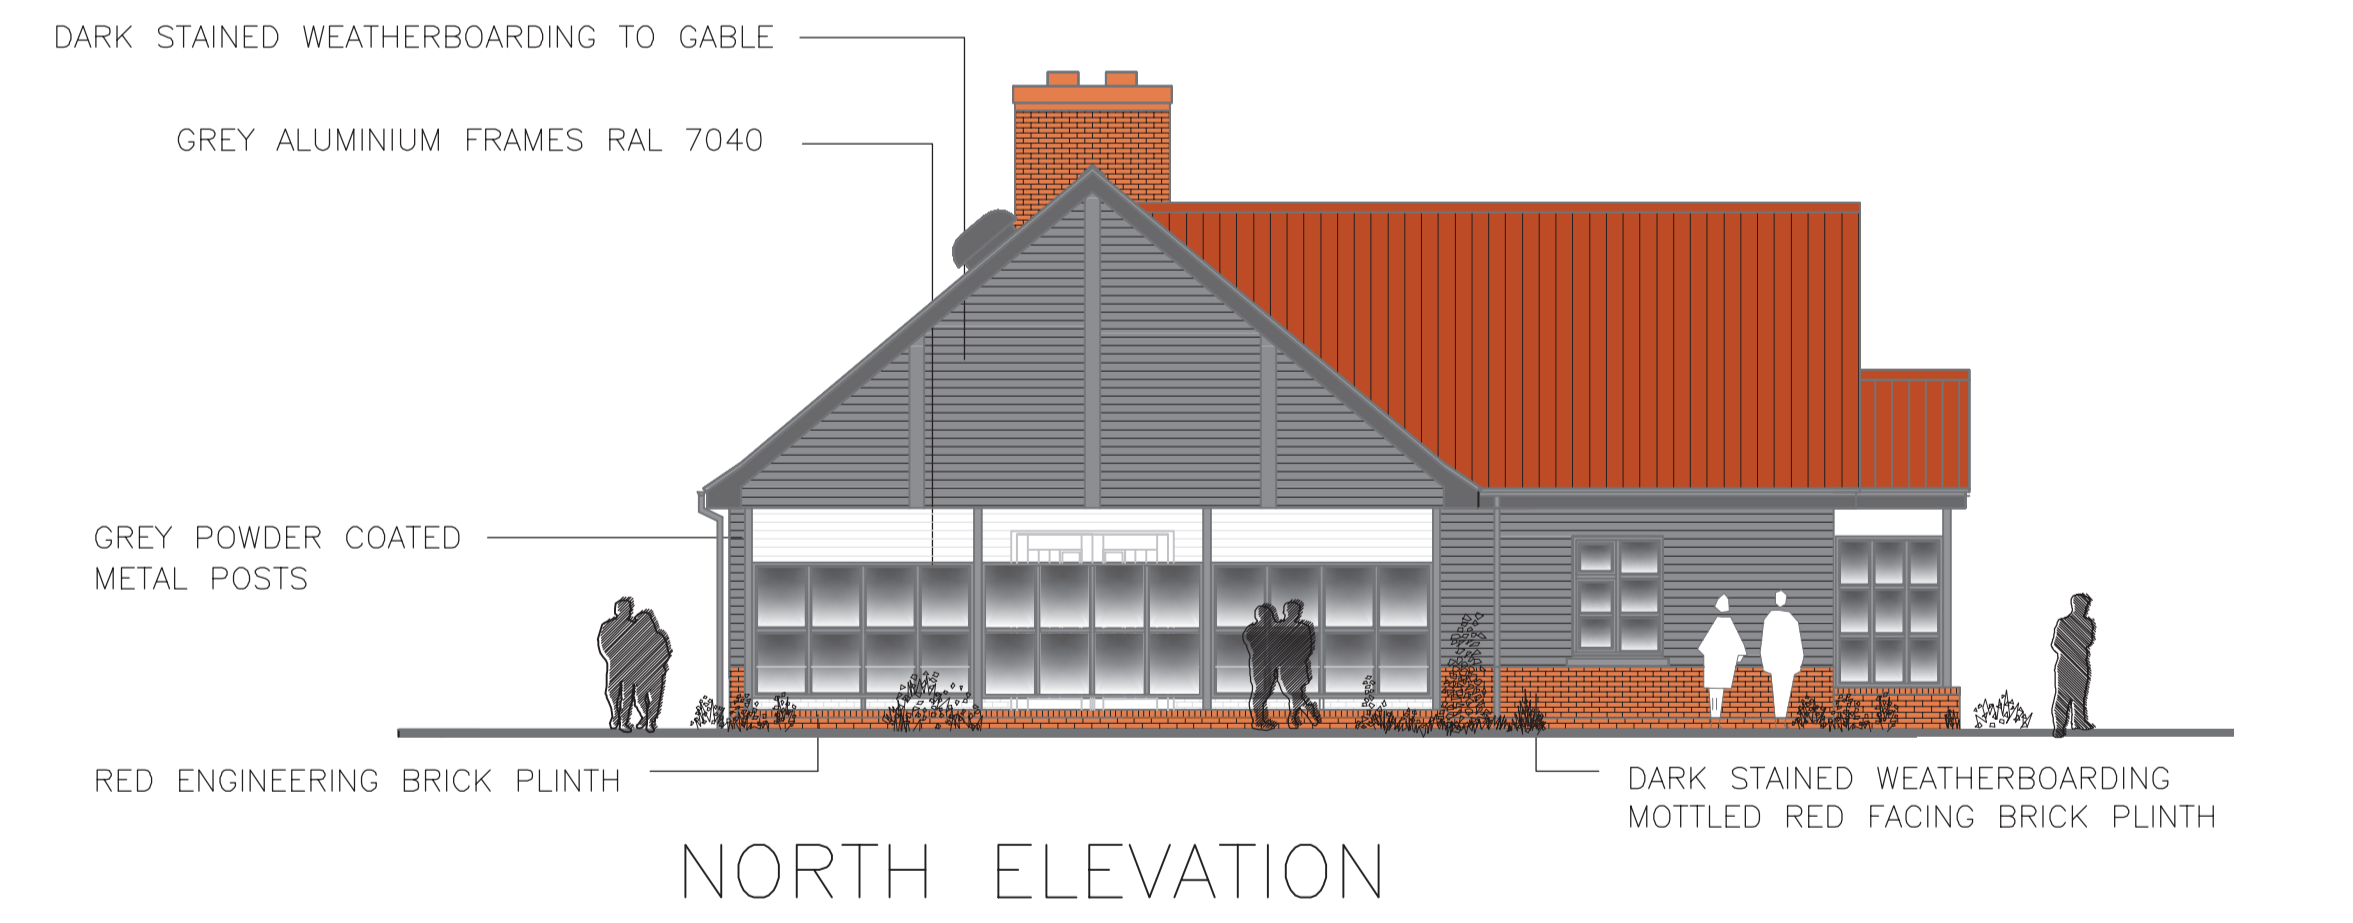 DARK STAINED WEATHERBOARDING TO GABLE
GREY ALUMINIUM FRAMES RAL 7040
GREY POWDER COATED
METAL POSTS
RED ENGINEERING BRICK PLINTH
DARK STAINED WEATHERBOARDING
MOTTLED RED FACING BRICK PLINTH
NORTH ELEVATION